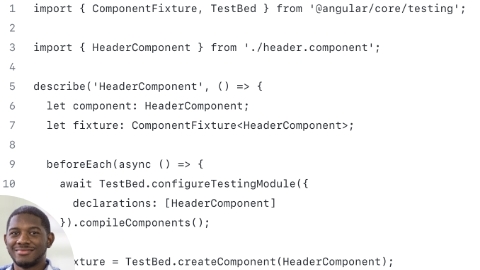 1 import { ComponentFixture, TestBed } from '@angular/core/testing';
2
3 import { HeaderComponent } from './header.component';
4
5 describe('HeaderComponent', () => {
6 let component: HeaderComponent;
7 let fixture: ComponentFixture<HeaderComponent>;
8
9 beforeEach(async () => {
10 await TestBed.configureTestingModule({
declarations: [HeaderComponent]
}).compileComponents();
xture = TestBed.createComponent(HeaderComponent);